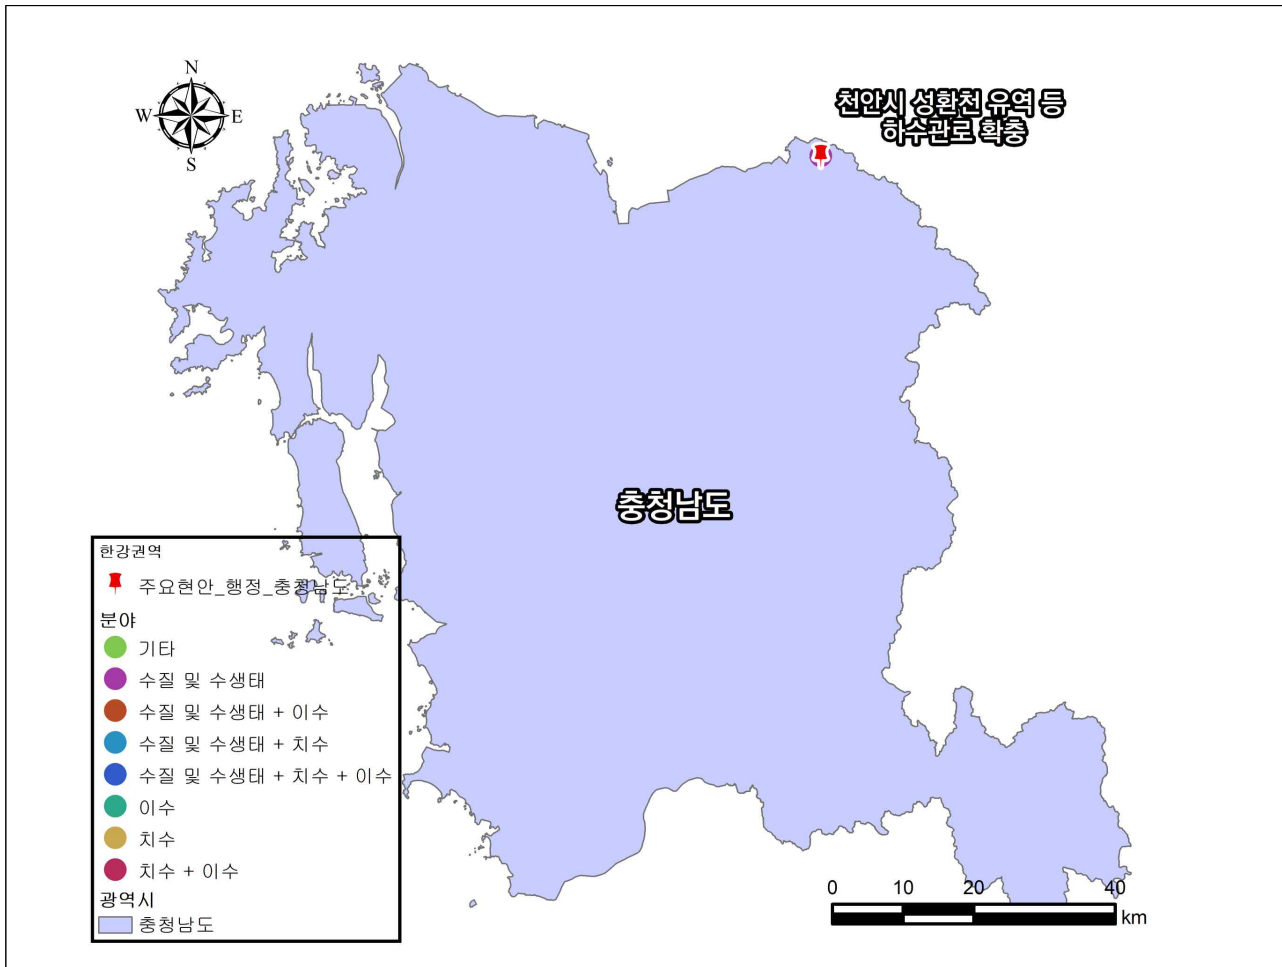 N
W E
S
천안시 성환천 유역 등
하수관로 확충
충청남도
한강권역
주요현안_행정_충청남도
분야
기타
수질 및 수생태
수질 및 수생태 + 이수
수질 및 수생태 + 치수
수질 및 수생태 + 치수 + 이수
이수
치수
치수 + 이수
광역시
충청남도
0 10 20 40
km